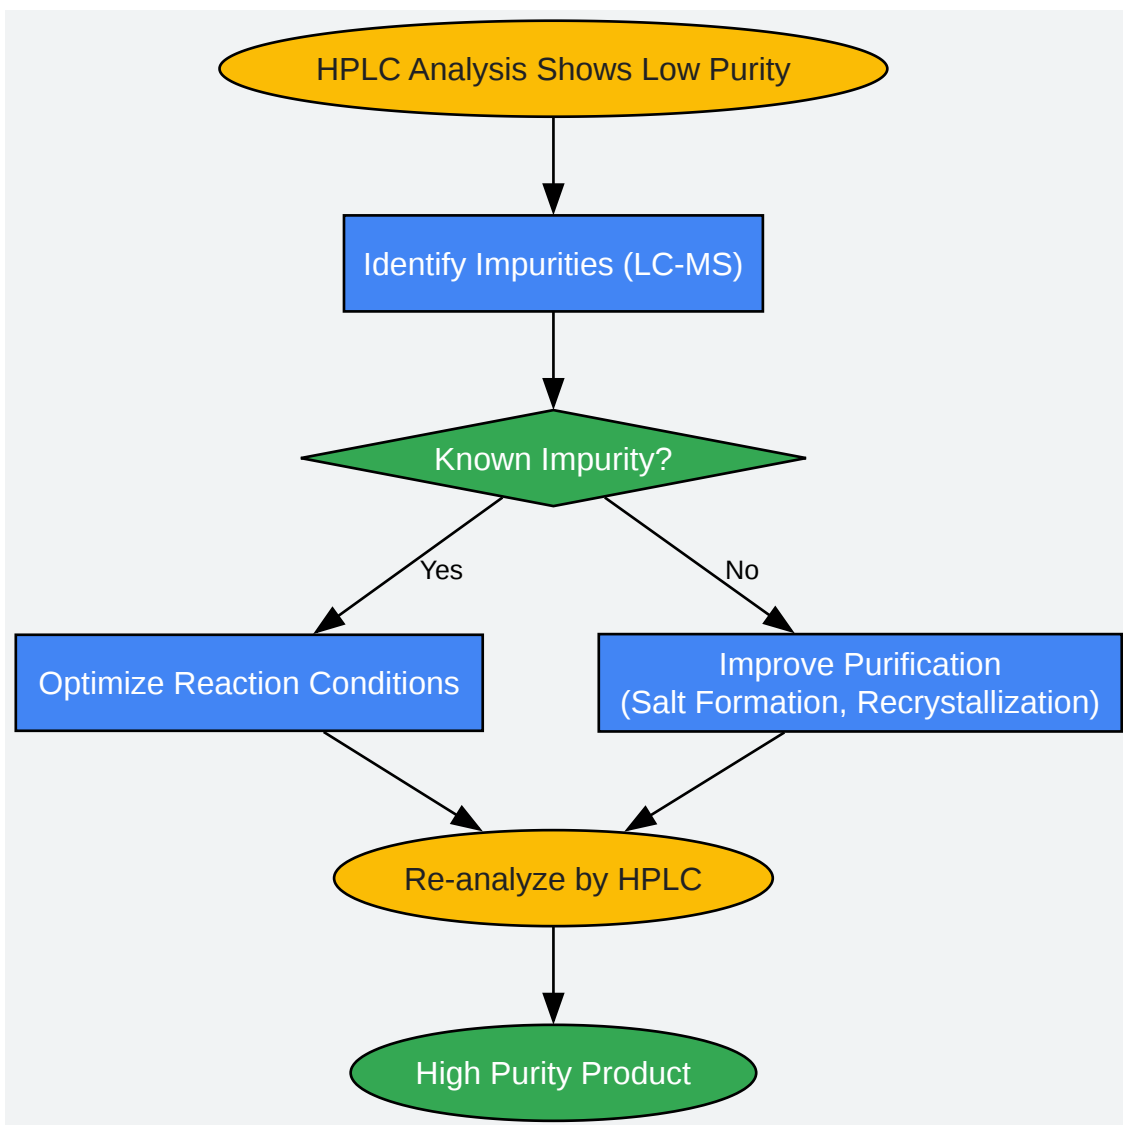 HPLC Analysis Shows Low Purity
Identify Impurities (LC-MS)
Known Impurity?
Yes
No
Optimize Reaction Conditions
Improve Purification
(Salt Formation, Recrystallization)
Re-analyze by HPLC
High Purity Product